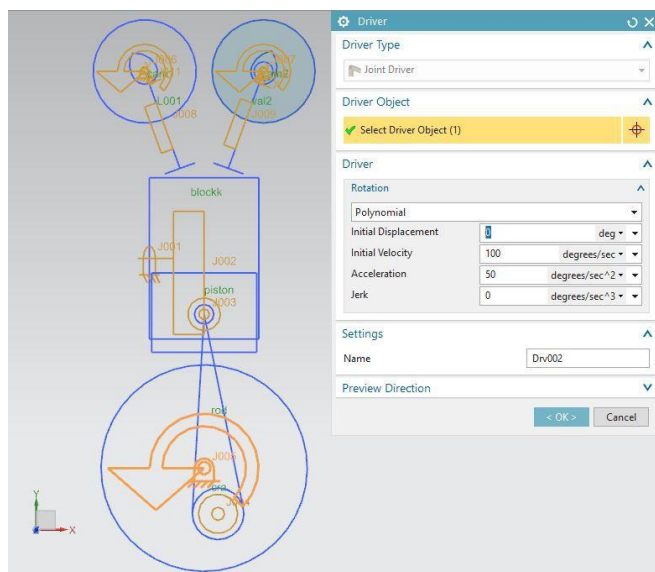 Driver
Driver Type
Joint Driver
Driver Object
Select Driver Object (1)
Driver
Rotation
Polynomial
Initial Displacement 0 deg
Initial Velocity 100 degrees/sec
Acceleration 50 degrees/sec^2
Jerk 0 degrees/sec^3
Settings
Name Drv002
Preview Direction
< OK > Cancel
L001
J008
val2
J009
blockk
J001
J002
piston
J003
rod
J005
Y
X